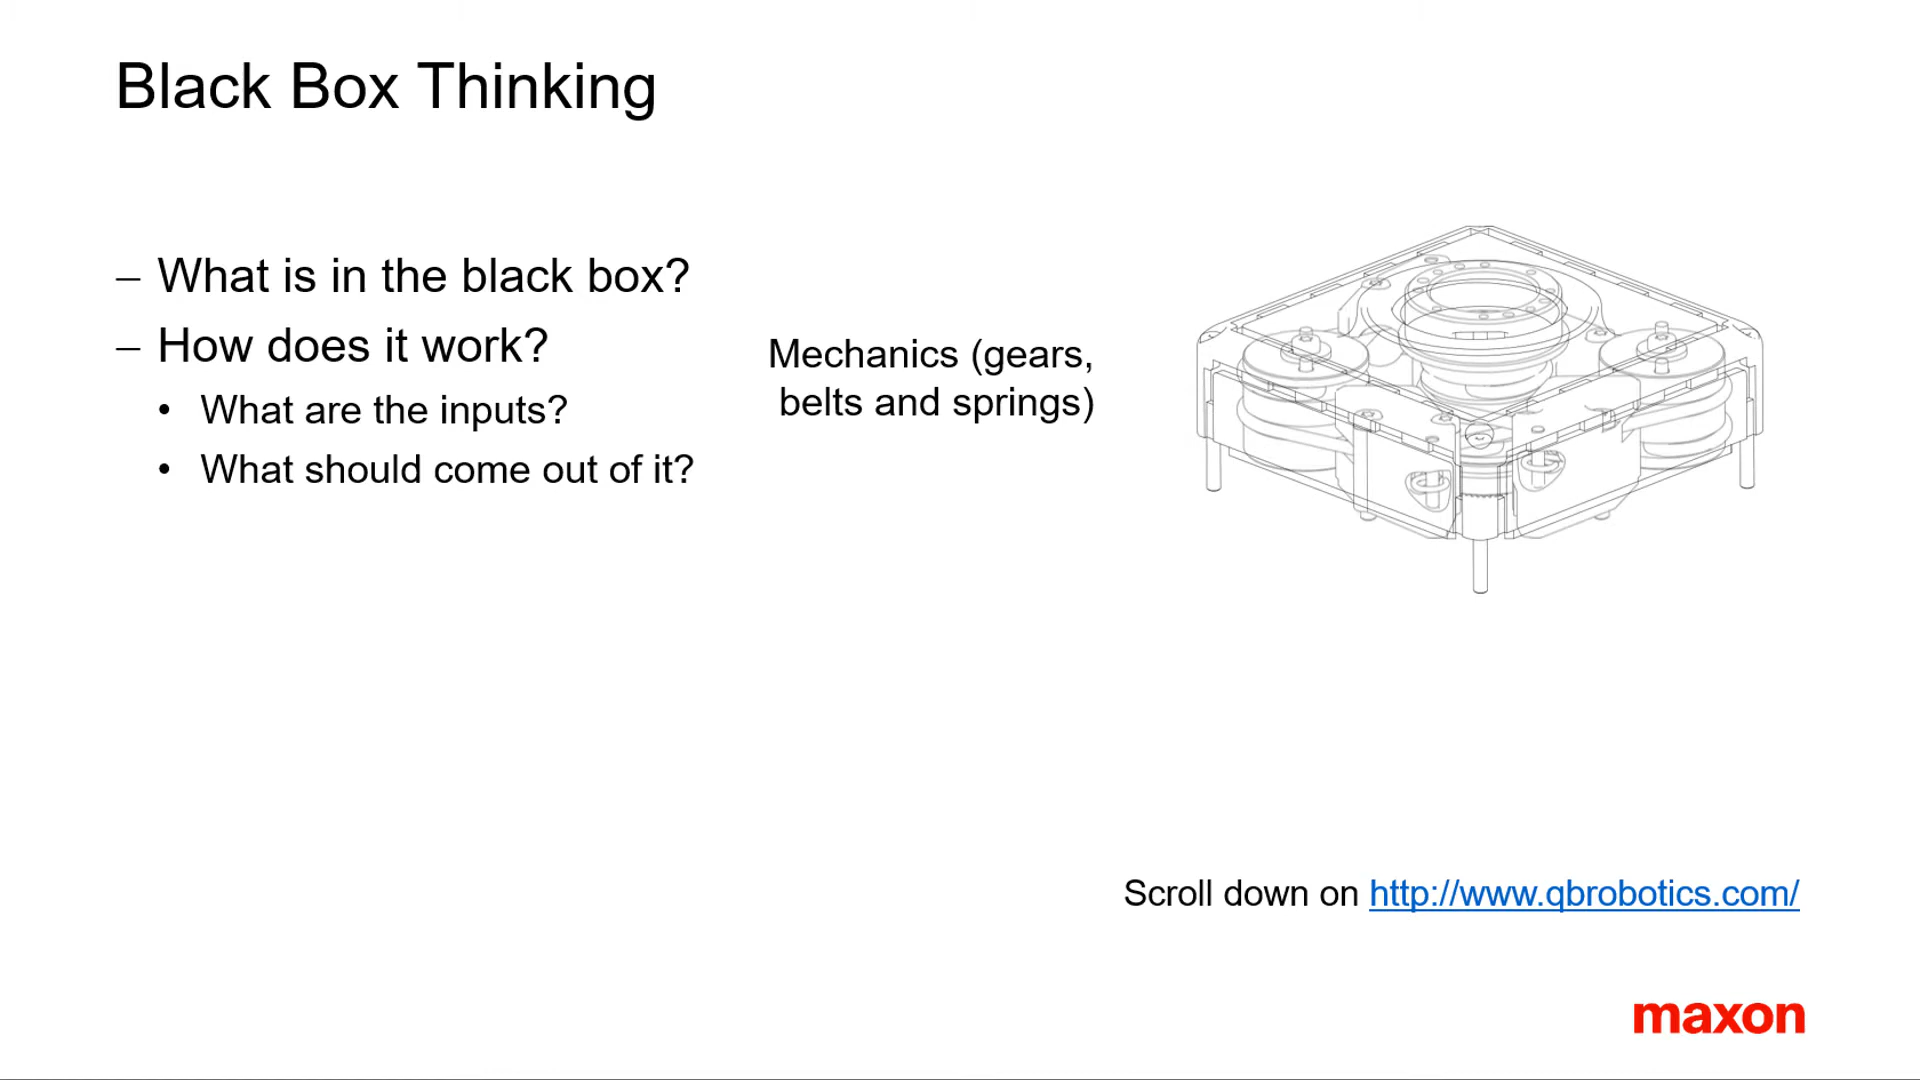 Black Box Thinking
– What is in the black box?
– How does it work?
• What are the inputs?
• What should come out of it?
Mechanics (gears,
belts and springs)
Scroll down on http://www.qbrobotics.com/
maxon